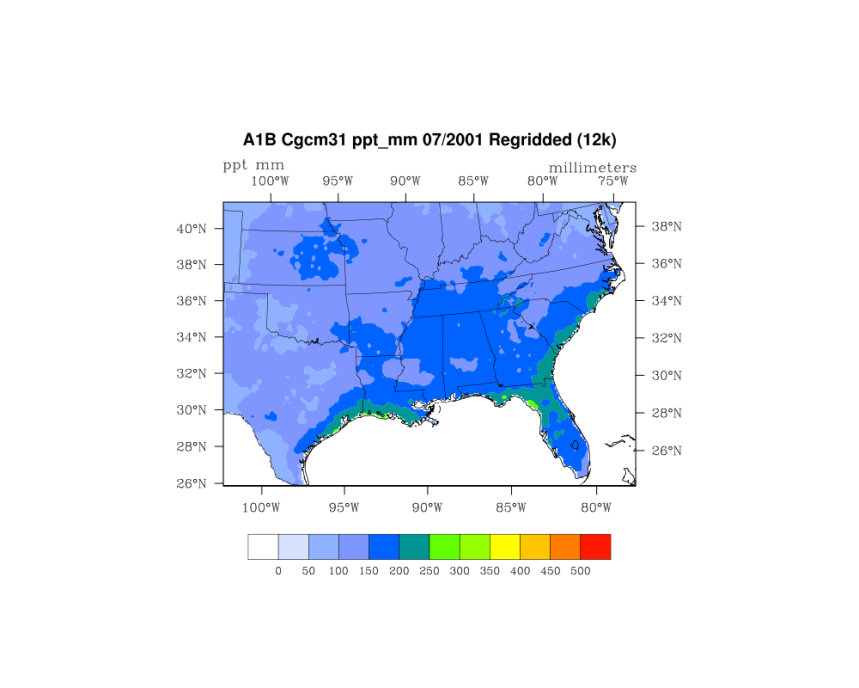 A1B Cgcm31 ppt_mm 07/2001 Regridded (12k)
ppt mm millimeters
100°W 95°W 90°W 85°W 80°W 75°W
40°N 38°N
38°N 36°N
36°N 34°N
34°N 32°N
32°N 30°N
30°N 28°N
28°N 26°N
26°N
100°W 95°W 90°W 85°W 80°W
0 50 100 150 200 250 300 350 400 450 500